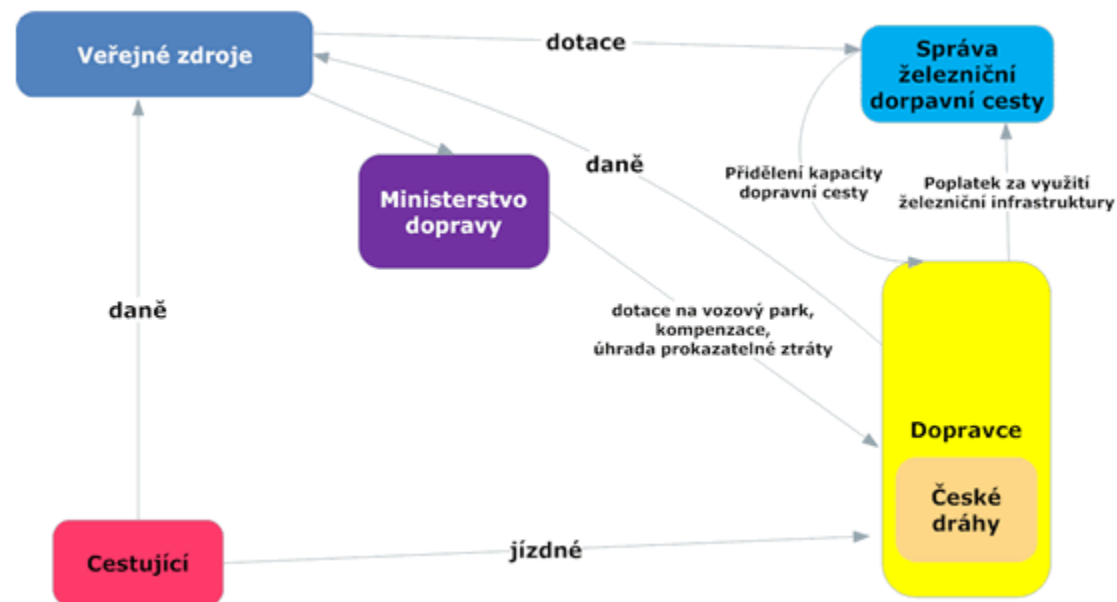 Veřejné zdroje
dotace
Správa
železniční
dorpavní cesty
Ministerstvo
dopravy
daně
Přidělení kapacity
dopravní cesty
Poplatek za využití
železniční infrastruktury
daně
dotace na vozový park,
kompenzace,
úhrada prokazatelné ztráty
Dopravce
České
dráhy
Cestující
jízdné